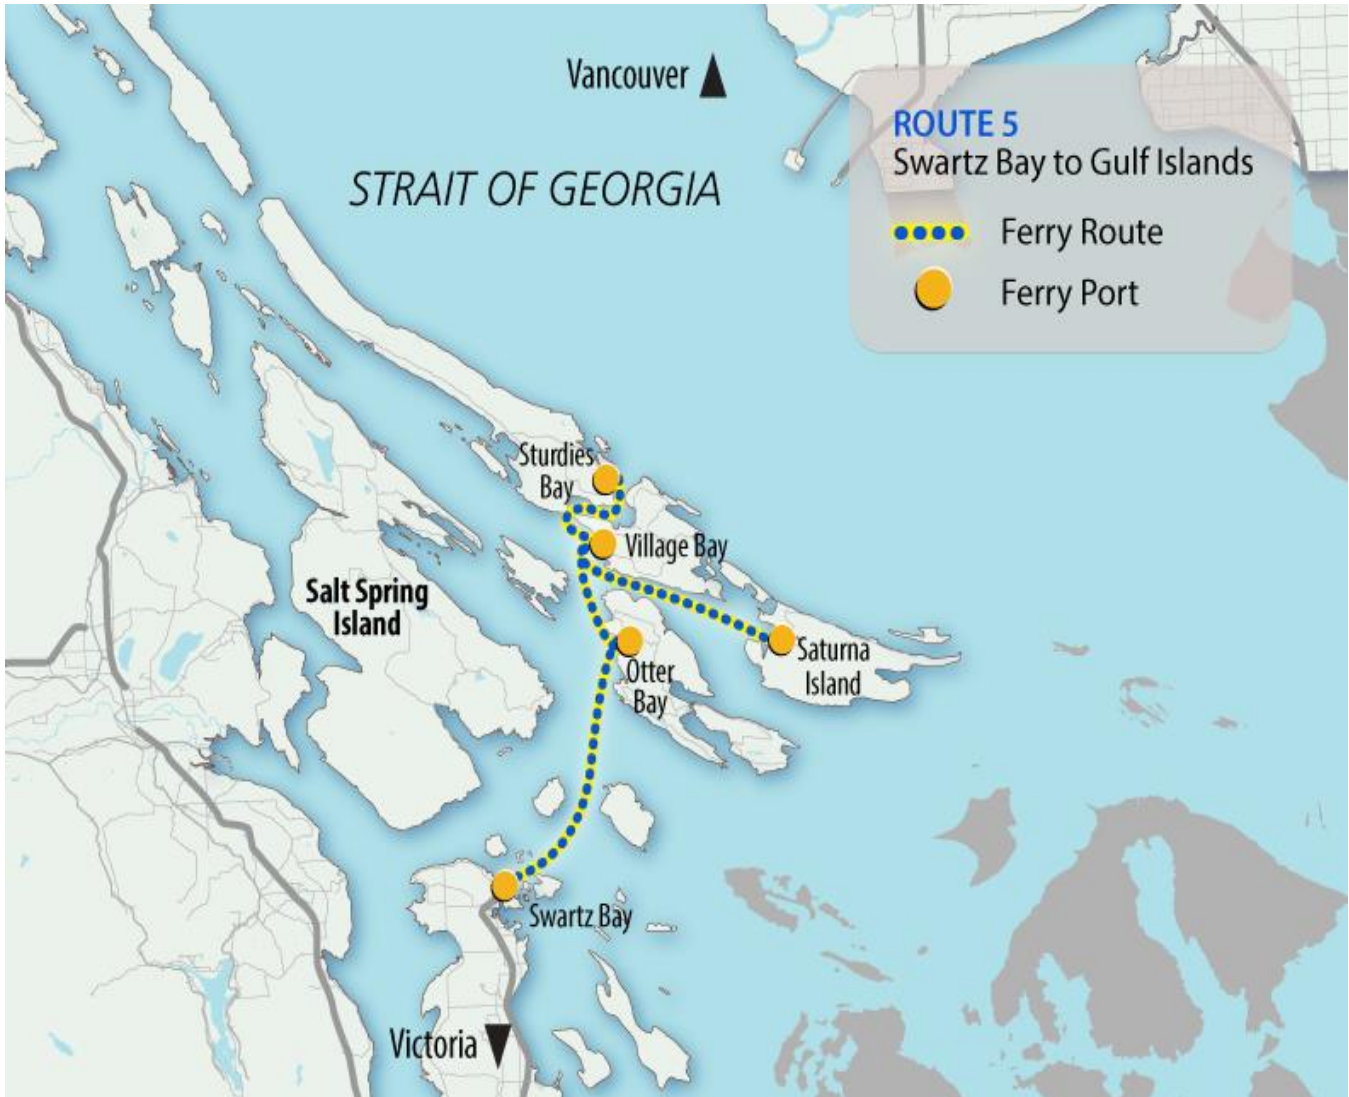 Vancouver
STRAIT OF GEORGIA
ROUTE 5
Swartz Bay to Gulf Islands
Ferry Route
Ferry Port
Sturdies
Bay
Village Bay
Salt Spring
Island
Saturna
Island
Otter
Bay
Swartz Bay
Victoria